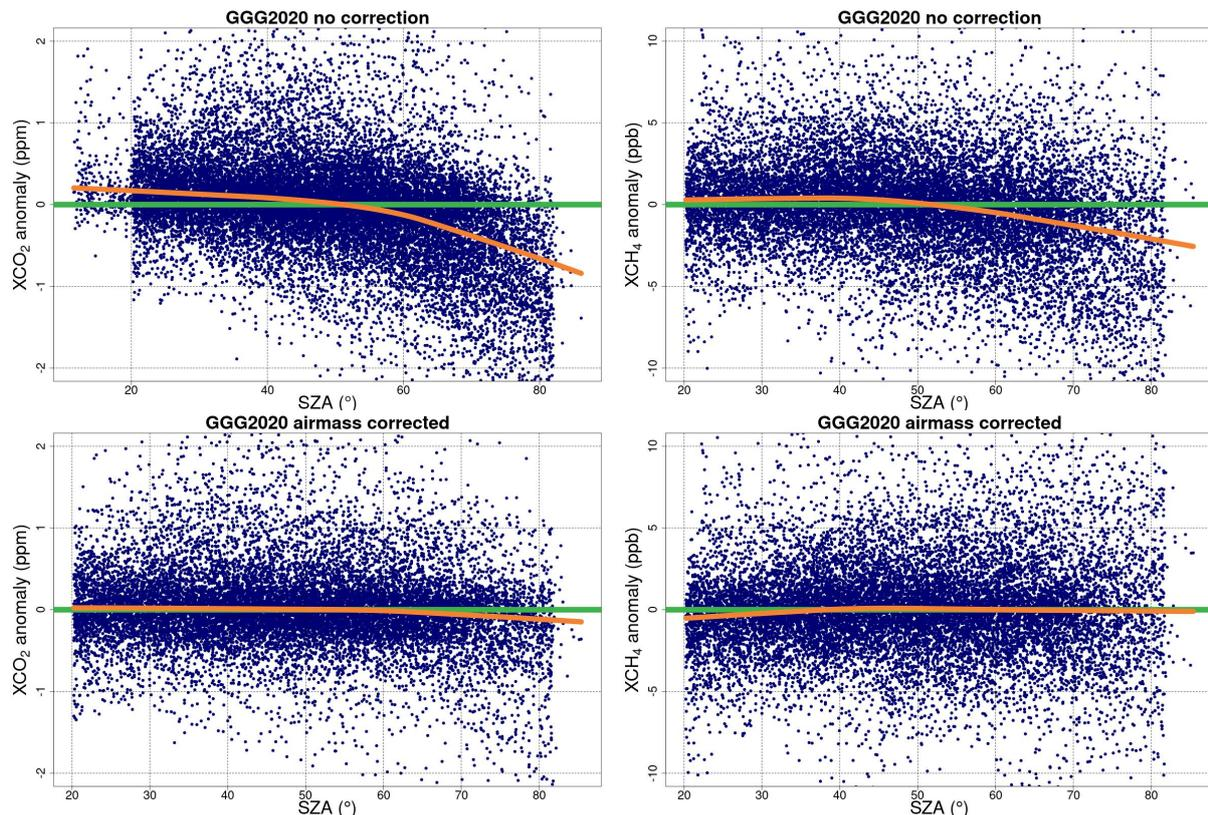 GGG2020 no correction
XCO₂ anomaly (ppm)
2
1
0
1
-2
20 40 60 80
SZA (°)
GGG2020 no correction
XCH₄ anomaly (ppb)
10
5
0
-5
-10
20 30 40 50 60 70 80
SZA (°)
GGG2020 airmass corrected
XCO₂ anomaly (ppm)
2
1
0
-1
-2
20 30 40 50 60 70 80
SZA (°)
GGG2020 airmass corrected
XCH₄ anomaly (ppb)
10
5
0
-5
-10
20 30 40 50 60 70 80
SZA (°)